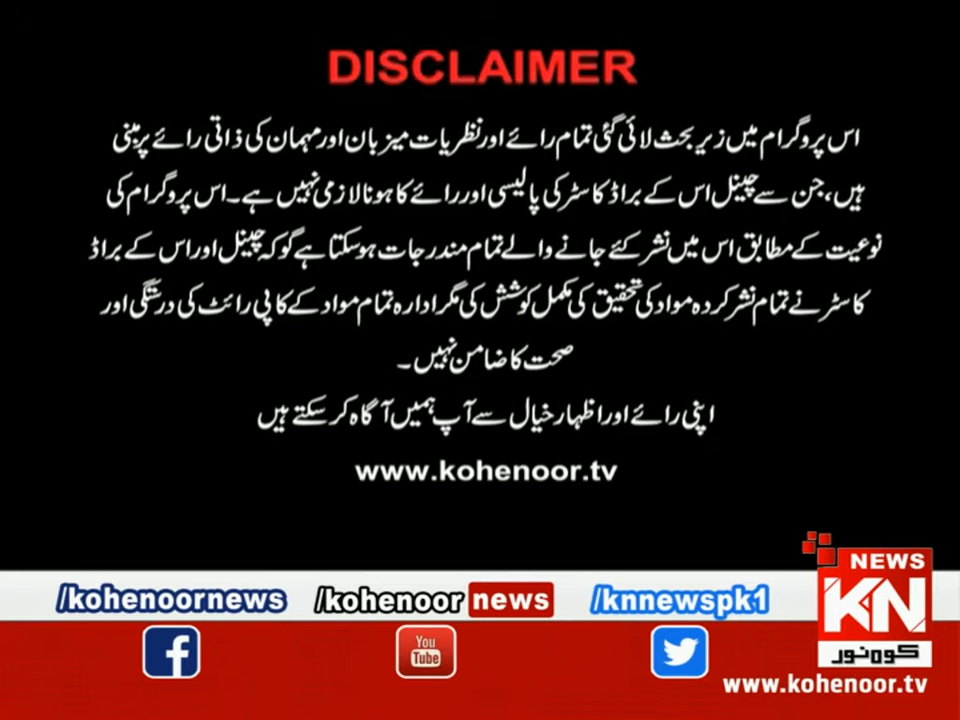 DISCLAIMER
اس پروگرام میں زیرِ بحث لائی گئی تمام رائے اور نظریات میزبان اور مہمان کی ذاتی رائے پر مبنی
ہیں، جن سے چینل اس کے براڈ کاسٹر کی پالیسی اور رائے کا ہونا لازمی نہیں ہے۔ اس پروگرام کی
نوعیت کے مطابق اس میں نشر کئے جانے والے تمام مندرجات ہوسکتا ہے گو کہ چینل اور اس کے براڈ
کاسٹر نے تمام نشر کردہ مواد کی تحقیق کی مکمل کوشش کی مگر ادارہ تمام مواد کے کاپی رائٹ کی درستگی اور
صحت کا ضامن نہیں۔
اپنی رائے اور اظہار خیال سے آپ ہمیں آگاہ کرسکتے ہیں
www.kohenoor.tv
/kohenoornews /kohenoor news /knnewspk1
You
Tube
NEWS
KN
کوہ نور
www.kohenoor.tv